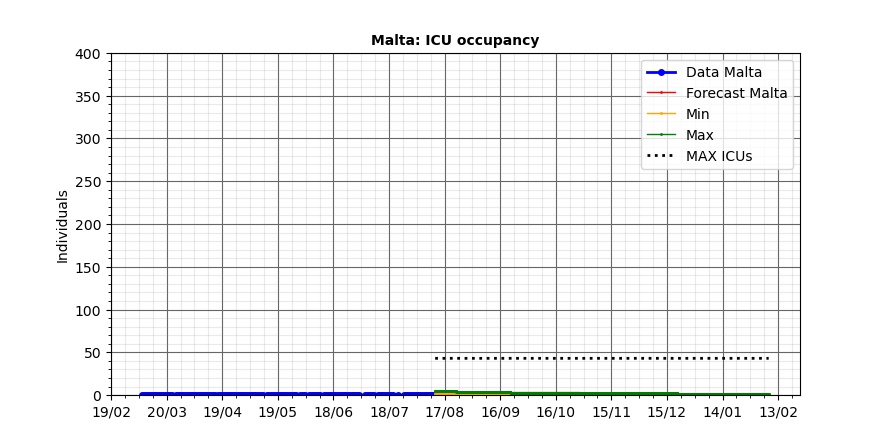 Malta: ICU occupancy
Individuals
400
350
300
250
200
150
100
50
0
19/02 20/03 19/04 19/05 18/06 18/07 17/08 16/09 16/10 15/11 15/12 14/01 13/02
Data Malta
Forecast Malta
Min
Max
MAX ICUs